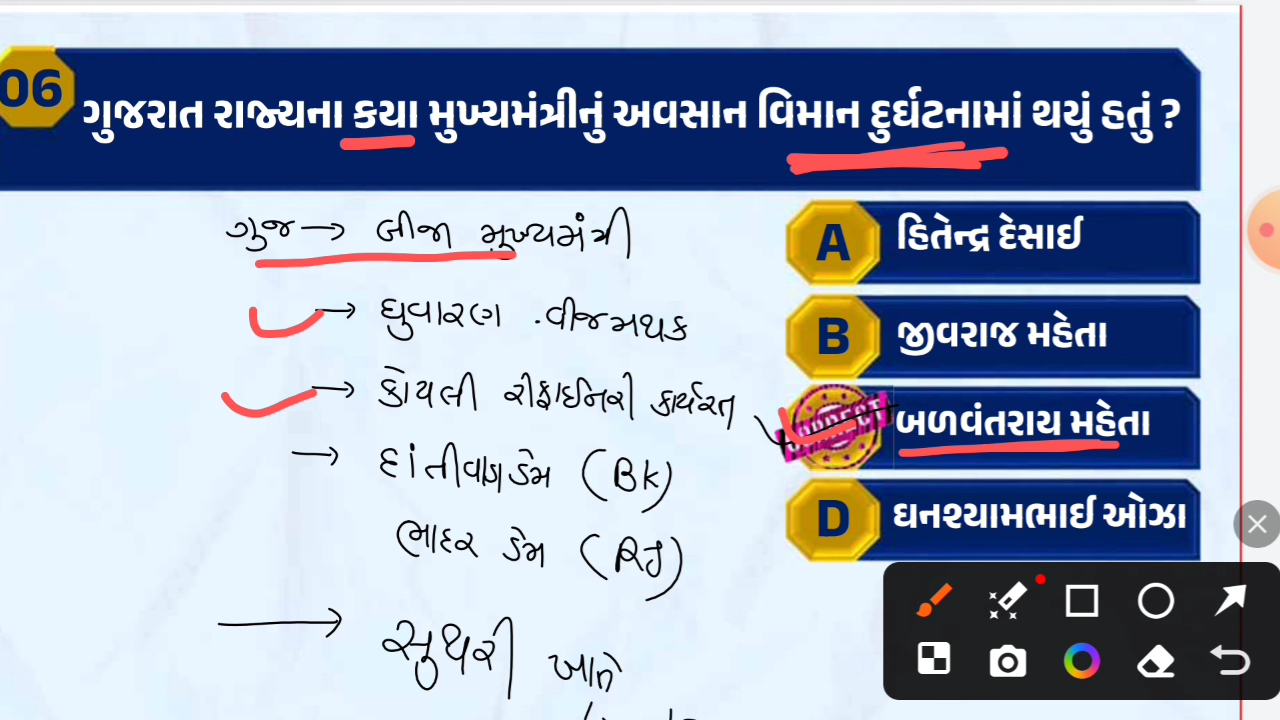 06
ગુજરાત રાજ્યના કયા મુખ્યમંત્રીનું અવસાન વિમાન દુર્ઘટનામાં થયું હતું ?
ગુજ → બીજા મુખ્યમંત્રી
→ ધુવારણ વીજમથક
→ કોયલી રીફાઈનરી કાર્યરત
→ દાંતીવાડા ડેમ (BK)
ભાદર ડેમ (RJ)
→ સુથરી ખાતે
A હિતેન્દ્ર દેસાઈ
B જીવરાજ મહેતા
CORRECT બળવંતરાય મહેતા
D ઘનશ્યામભાઈ ઓઝા